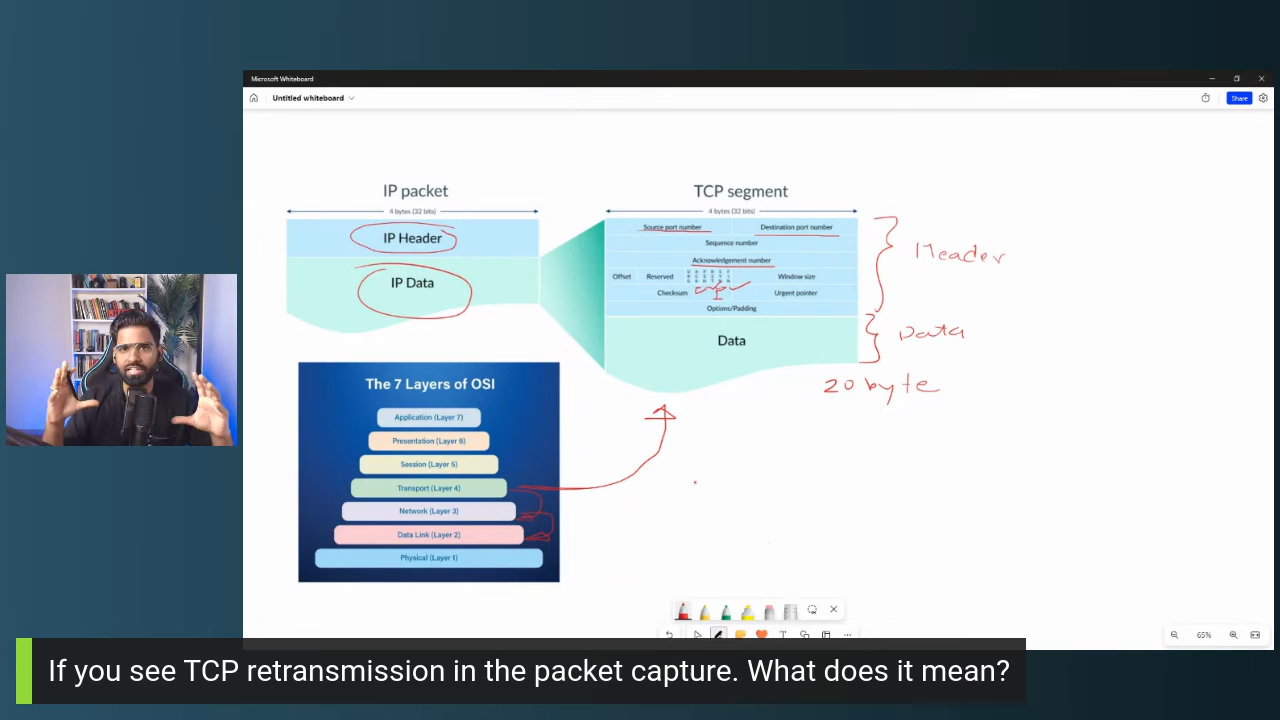 Microsoft Whiteboard
Untitled whiteboard
Share
IP packet
4 bytes (32 bits)
IP Header
IP Data
TCP segment
4 bytes (32 bits)
Source port number
Destination port number
Sequence number
Acknowledgement number
Offset
Reserved
Window size
Checksum
Urgent pointer
Options/Padding
Data
Header
Data
20 byte
The 7 Layers of OSI
Application (Layer 7)
Presentation (Layer 6)
Session (Layer 5)
Transport (Layer 4)
Network (Layer 3)
Data Link (Layer 2)
Physical (Layer 1)
65%
If you see TCP retransmission in the packet capture. What does it mean?